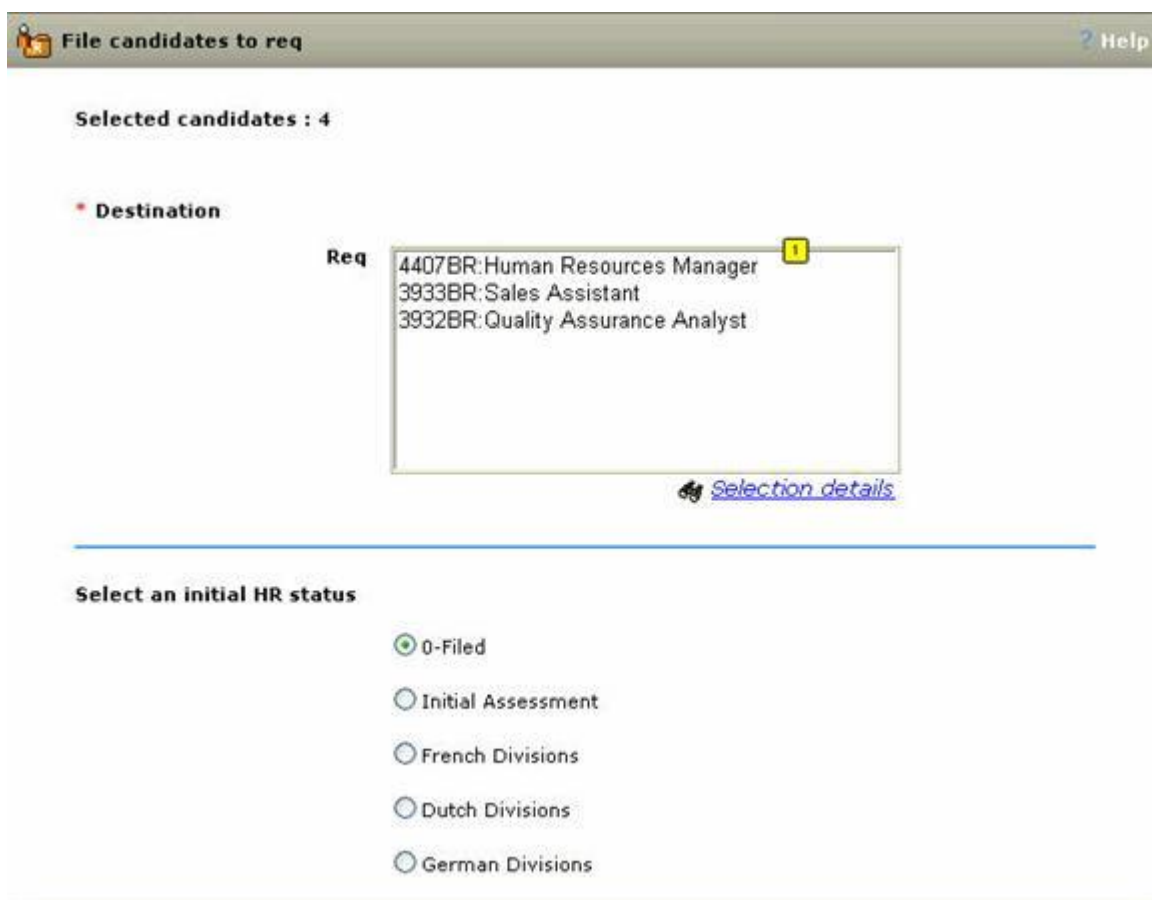 File candidates to req
? Help
Selected candidates : 4
* Destination
Req
1
4407BR:Human Resources Manager
3933BR:Sales Assistant
3932BR:Quality Assurance Analyst
Selection details
Select an initial HR status
0-Filed
Initial Assessment
French Divisions
Dutch Divisions
German Divisions